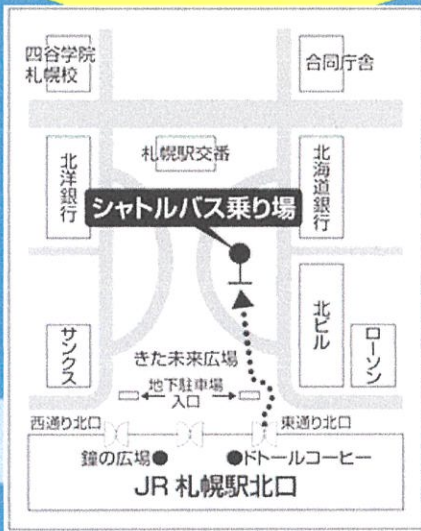 四谷学院
札幌校
合同庁舎
北洋銀行
札幌駅交番
北海道銀行
シャトルバス乗り場
サンクス
きた未来広場
北ビル
ローソン
地下駐車場
入口
西通り北口
東通り北口
鐘の広場●
●ドトールコーヒー
JR 札幌駅北口